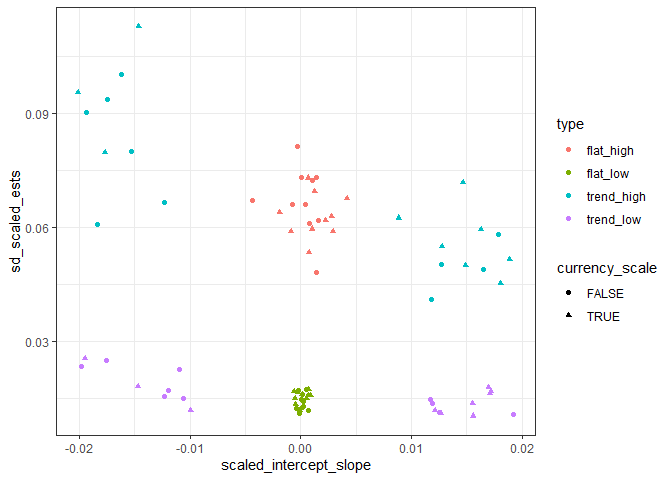 0.09
0.06
0.03
sd_scaled_ests
-0.02
-0.01
0.00
0.01
0.02
scaled_intercept_slope
type
flat_high
flat_low
trend_high
trend_low
currency_scale
FALSE
TRUE